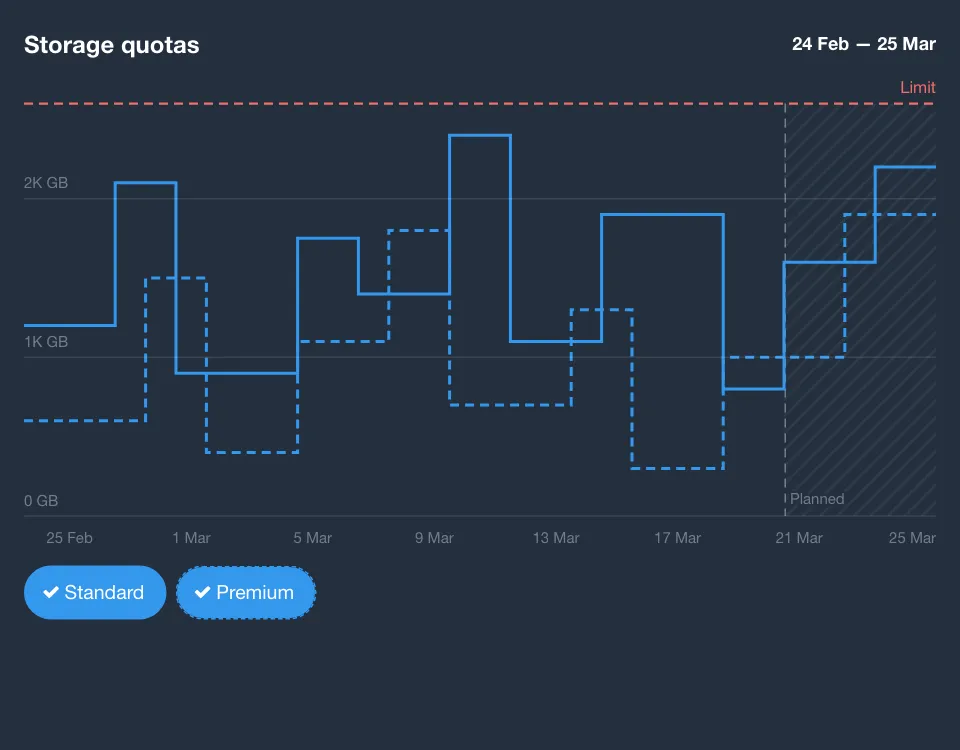 Storage quotas
24 Feb — 25 Mar
Limit
2K GB
1K GB
0 GB
Planned
25 Feb 1 Mar 5 Mar 9 Mar 13 Mar 17 Mar 21 Mar 25 Mar
Standard Premium